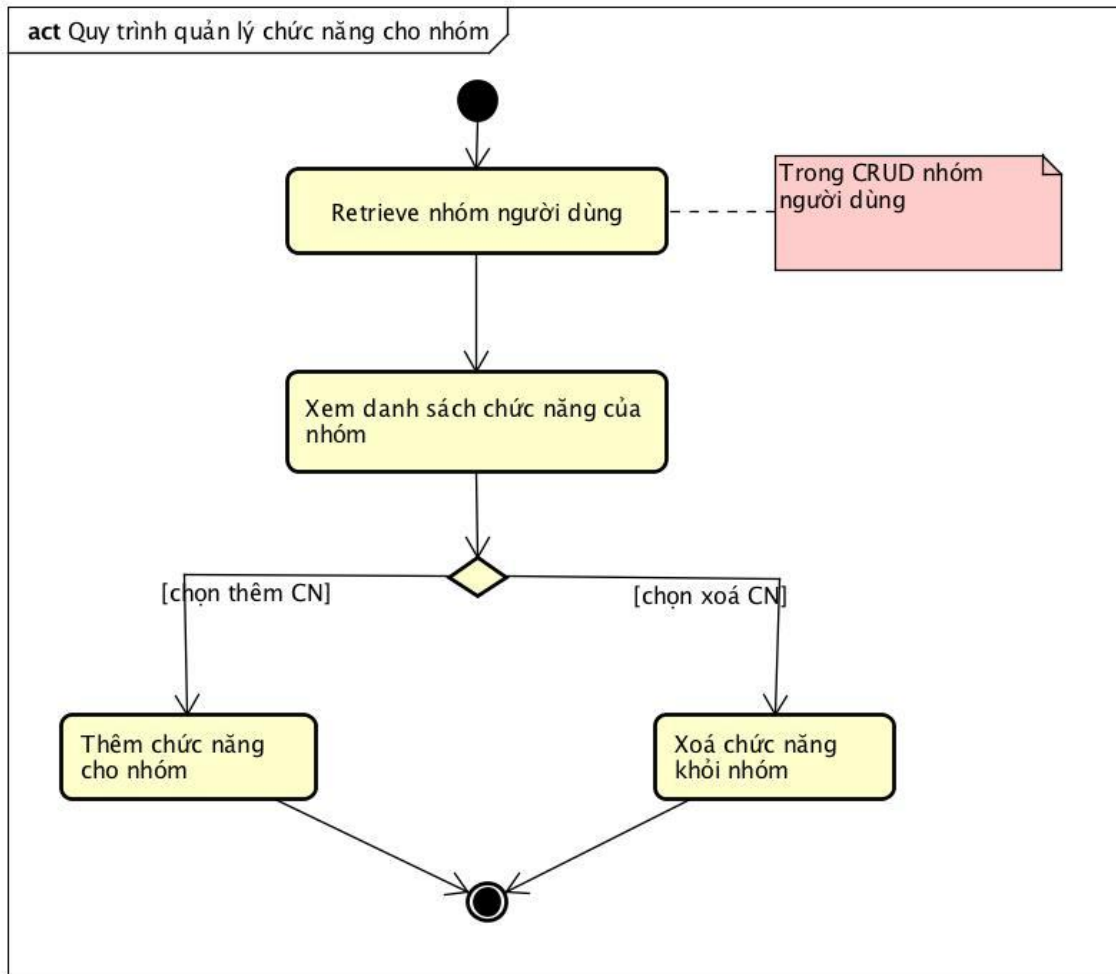 act Quy trình quản lý chức năng cho nhóm
Retrieve nhóm người dùng
Trong CRUD nhóm
người dùng
Xem danh sách chức năng của
nhóm
[chọn thêm CN]
[chọn xoá CN]
Thêm chức năng
cho nhóm
Xoá chức năng
khỏi nhóm